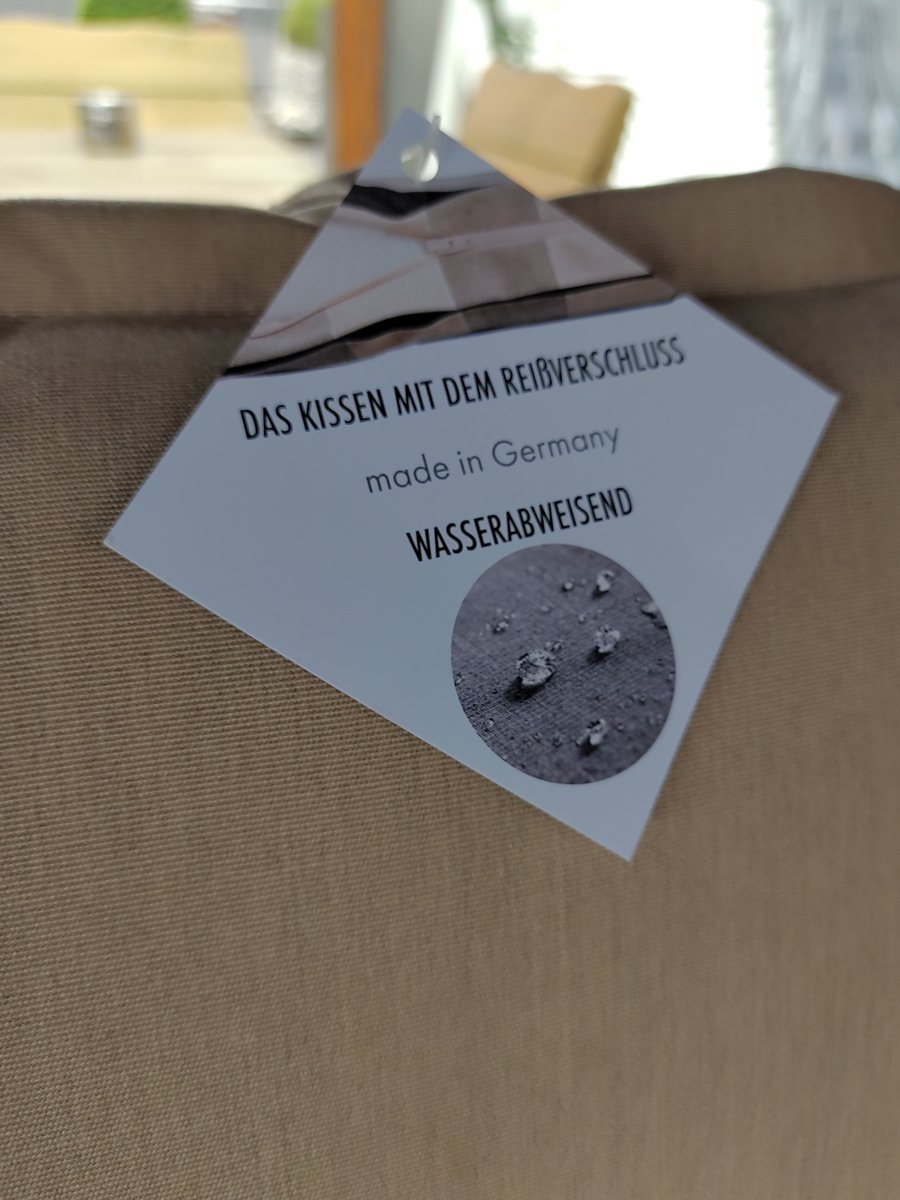 DAS KISSEN MIT DEM REIßVERSCHLUSS
made in Germany
WASSERABWEISEND